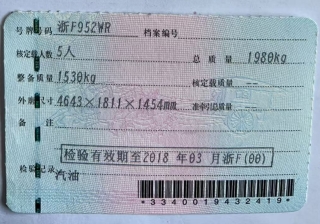 号牌号码 浙F952WR 档案编号
核定载人数 5人 总质量 1980kg
整备质量 1530kg 核定载质量 --
外廓尺寸 4643×1811×1454mm 准牵引总质量 --
备注
检验有效期至2018 年03 月浙F(00)
检验记录
汽油
*3340019432419*